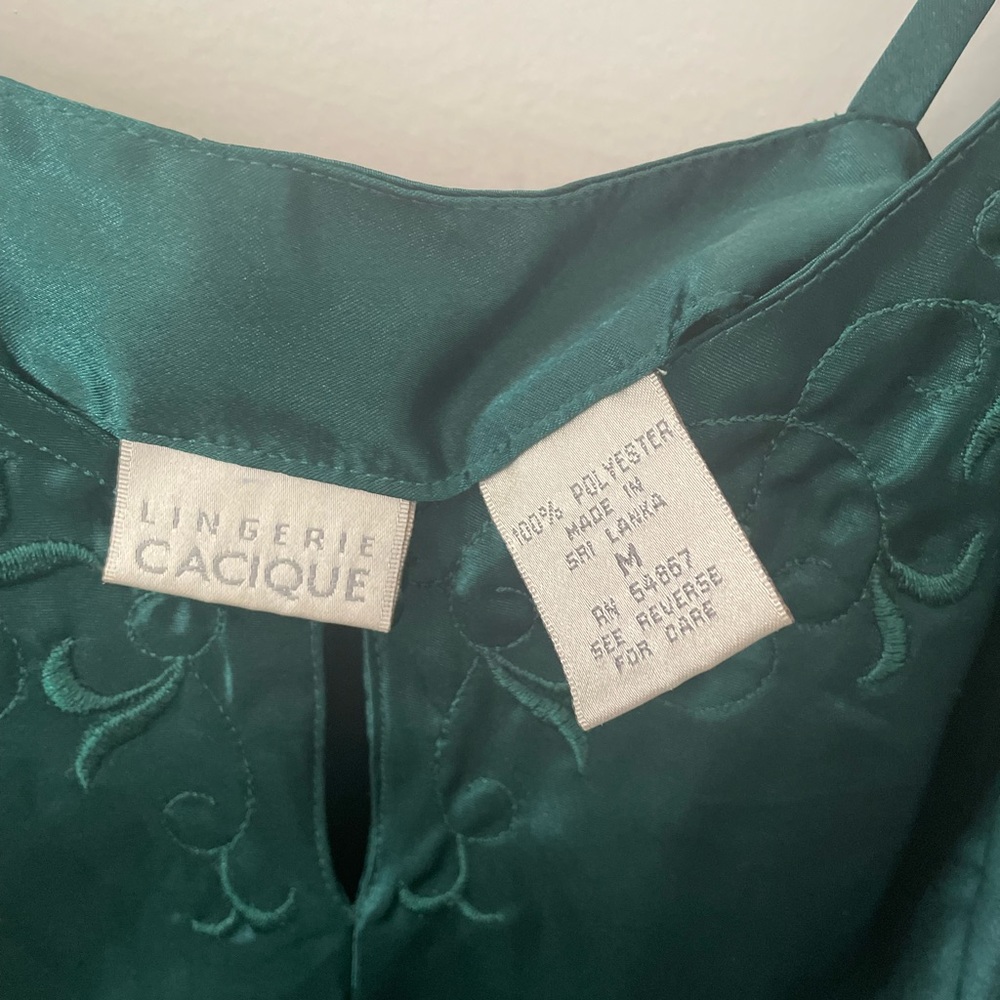 LINGERIE
CACIQUE
100% POLYESTER
MADE IN
SRI LANKA
M
RN 54867
SEE REVERSE
FOR CARE